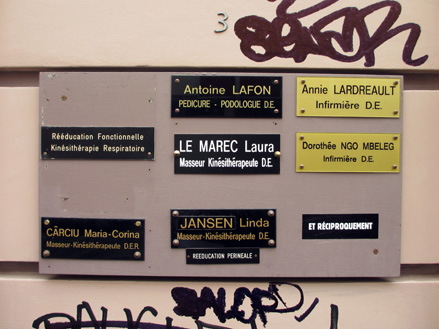 3
Antoine LAFON
PEDICURE - PODOLOGUE D.E.
Annie LARDREAULT
Infirmière D.E.
Rééducation Fonctionnelle
Kinésithérapie Respiratoire
LE MAREC Laura
Masseur Kinésithérapeute D.E.
Dorothée NGO MBELEG
Infirmière D.E.
CÂRCIU Maria-Corina
Masseur-Kinésithérapeute D.E.R.
JANSEN Linda
Masseur-Kinésithérapeute D.E.
REEDUCATION PERINEALE
ET RÉCIPROQUEMENT